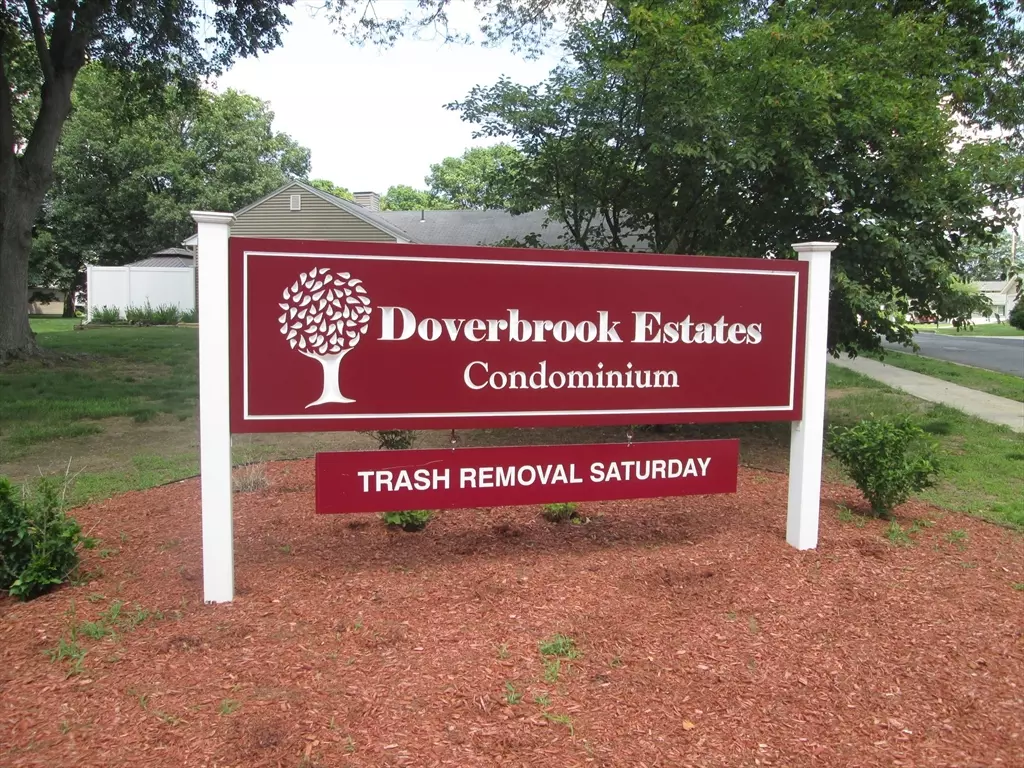 Doverbrook Estates
Condominium
TRASH REMOVAL SATURDAY